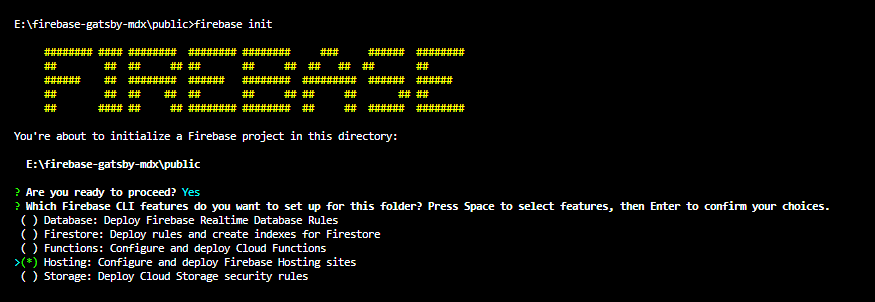 E:\firebase-gatsby-mdx\public>firebase init
FIREBASE
You're about to initialize a Firebase project in this directory:
E:\firebase-gatsby-mdx\public
? Are you ready to proceed? Yes
? Which Firebase CLI features do you want to set up for this folder? Press Space to select features, then Enter to confirm your choices.
( ) Database: Deploy Firebase Realtime Database Rules
( ) Firestore: Deploy rules and create indexes for Firestore
( ) Functions: Configure and deploy Cloud Functions
>(*) Hosting: Configure and deploy Firebase Hosting sites
( ) Storage: Deploy Cloud Storage security rules